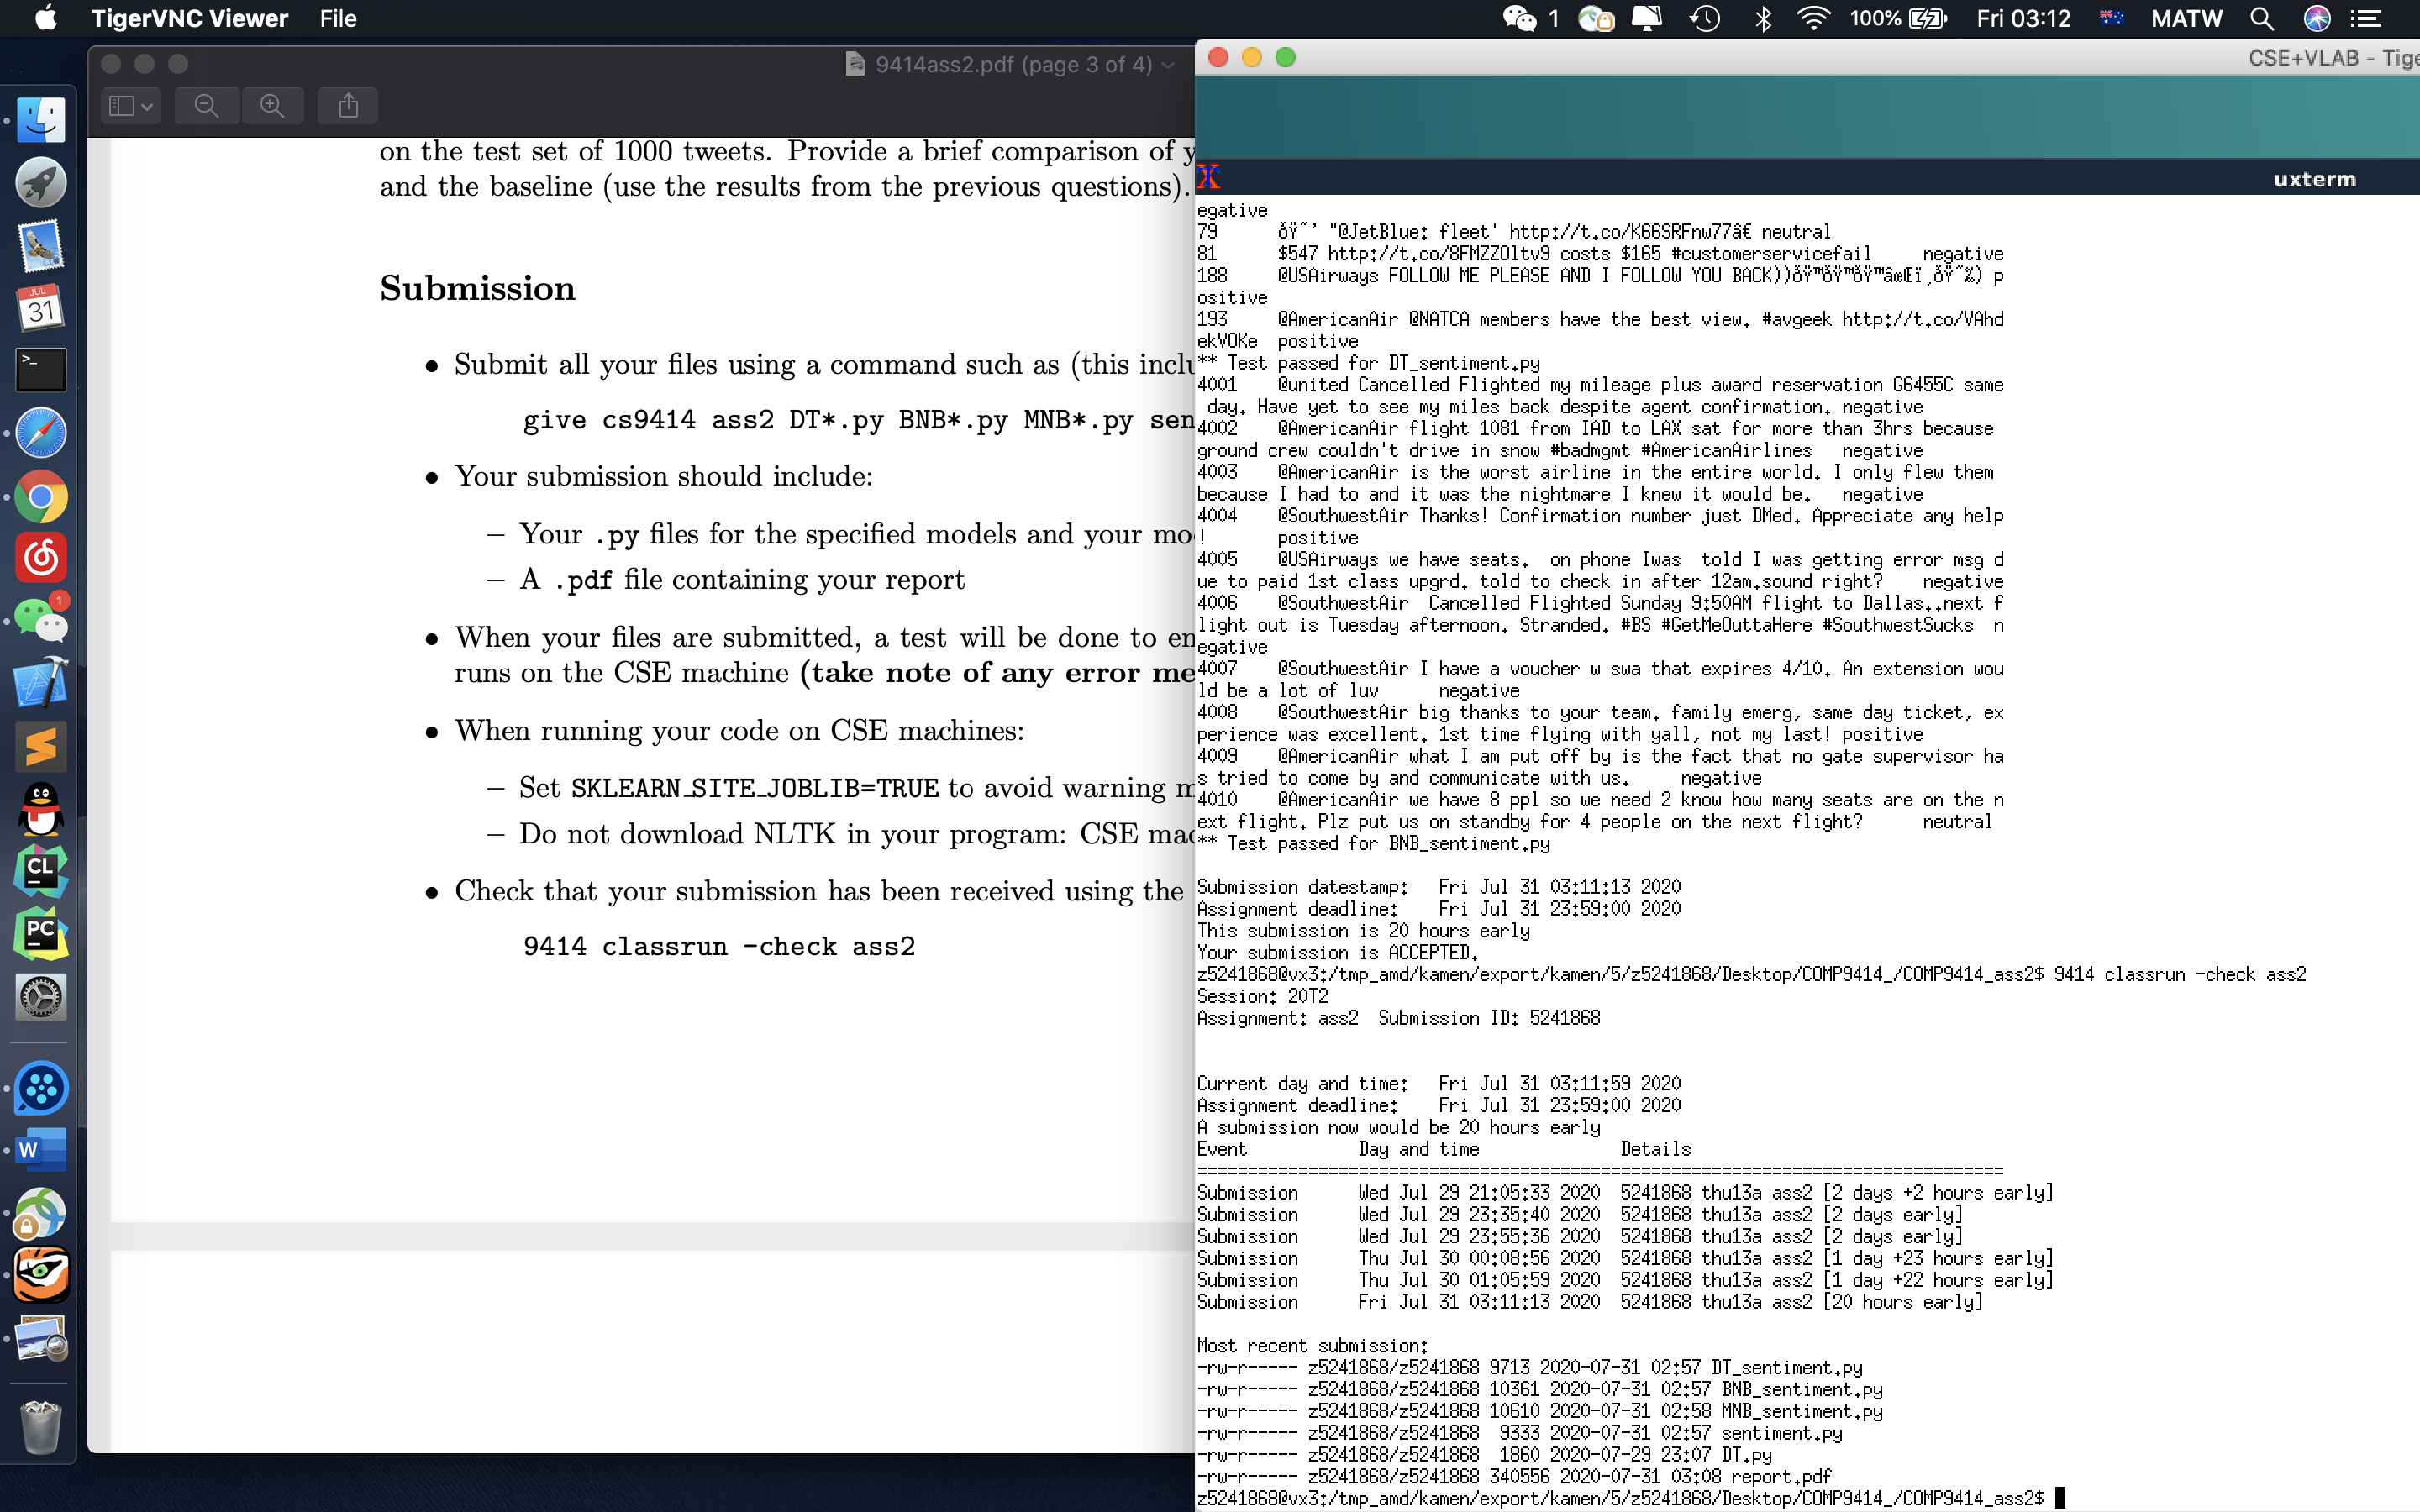 TigerVNC Viewer File
1 100% Fri 03:12 MATW
9414ass2.pdf (page 3 of 4)
on the test set of 1000 tweets. Provide a brief comparison of y
and the baseline (use the results from the previous questions).
Submission
• Submit all your files using a command such as (this inclu
give cs9414 ass2 DT*.py BNB*.py MNB*.py sen
• Your submission should include:
– Your .py files for the specified models and your mo
– A .pdf file containing your report
• When your files are submitted, a test will be done to en
runs on the CSE machine (take note of any error me
• When running your code on CSE machines:
– Set SKLEARN_SITE_JOBLIB=TRUE to avoid warning m
– Do not download NLTK in your program: CSE mac
• Check that your submission has been received using the
9414 classrun -check ass2
JUL
31
1
CL
PC
W
CSE+VLAB - Tige
uxterm
egative
79 ðŸ˜’ "@JetBlue: fleet' http://t.co/K66SRFnw77â€ neutral
81 $547 http://t.co/8FMZZOltv9 costs $165 #customerservicefail negative
188 @USAirways FOLLOW ME PLEASE AND I FOLLOW YOU BACK))ðŸ™ðŸ™ðŸ™âœŒï¸ðŸ˜‰) p
ositive
193 @AmericanAir @NATCA members have the best view. #avgeek http://t.co/VAhd
ekVOKe positive
** Test passed for DT_sentiment.py
4001 @united Cancelled Flighted my mileage plus award reservation G6455C same
day. Have yet to see my miles back despite agent confirmation. negative
4002 @AmericanAir flight 1081 from IAD to LAX sat for more than 3hrs because
ground crew couldn't drive in snow #badmgmt #AmericanAirlines negative
4003 @AmericanAir is the worst airline in the entire world. I only flew them
because I had to and it was the nightmare I knew it would be. negative
4004 @SouthwestAir Thanks! Confirmation number just DMed. Appreciate any help
! positive
4005 @USAirways we have seats. on phone Iwas told I was getting error msg d
ue to paid 1st class upgrd. told to check in after 12am.sound right? negative
4006 @SouthwestAir Cancelled Flighted Sunday 9:50AM flight to Dallas..next f
light out is Tuesday afternoon. Stranded. #BS #GetMeOuttaHere #SouthwestSucks n
egative
4007 @SouthwestAir I have a voucher w swa that expires 4/10. An extension wou
ld be a lot of luv negative
4008 @SouthwestAir big thanks to your team. family emerg, same day ticket, ex
perience was excellent. 1st time flying with yall, not my last! positive
4009 @AmericanAir what I am put off by is the fact that no gate supervisor ha
s tried to come by and communicate with us. negative
4010 @AmericanAir we have 8 ppl so we need 2 know how many seats are on the n
ext flight. Plz put us on standby for 4 people on the next flight? neutral
** Test passed for BNB_sentiment.py
Submission datestamp: Fri Jul 31 03:11:13 2020
Assignment deadline: Fri Jul 31 23:59:00 2020
This submission is 20 hours early
Your submission is ACCEPTED.
z5241868@vx3:/tmp_amd/kamen/export/kamen/5/z5241868/Desktop/COMP9414_/COMP9414_ass2$ 9414 classrun -check ass2
Session: 20T2
Assignment: ass2 Submission ID: 5241868
Current day and time: Fri Jul 31 03:11:59 2020
Assignment deadline: Fri Jul 31 23:59:00 2020
A submission now would be 20 hours early
Event Day and time Details
================================================================================
Submission Wed Jul 29 21:05:33 2020 5241868 thu13a ass2 [2 days +2 hours early]
Submission Wed Jul 29 23:35:40 2020 5241868 thu13a ass2 [2 days early]
Submission Wed Jul 29 23:55:36 2020 5241868 thu13a ass2 [2 days early]
Submission Thu Jul 30 00:08:56 2020 5241868 thu13a ass2 [1 day +23 hours early]
Submission Thu Jul 30 01:05:59 2020 5241868 thu13a ass2 [1 day +22 hours early]
Submission Fri Jul 31 03:11:13 2020 5241868 thu13a ass2 [20 hours early]
Most recent submission:
-rw-r----- z5241868/z5241868 9713 2020-07-31 02:57 DT_sentiment.py
-rw-r----- z5241868/z5241868 10361 2020-07-31 02:57 BNB_sentiment.py
-rw-r----- z5241868/z5241868 10610 2020-07-31 02:58 MNB_sentiment.py
-rw-r----- z5241868/z5241868 9333 2020-07-31 02:57 sentiment.py
-rw-r----- z5241868/z5241868 1860 2020-07-29 23:07 DT.py
-rw-r----- z5241868/z5241868 340556 2020-07-31 03:08 report.pdf
z5241868@vx3:/tmp_amd/kamen/export/kamen/5/z5241868/Desktop/COMP9414_/COMP9414_ass2$